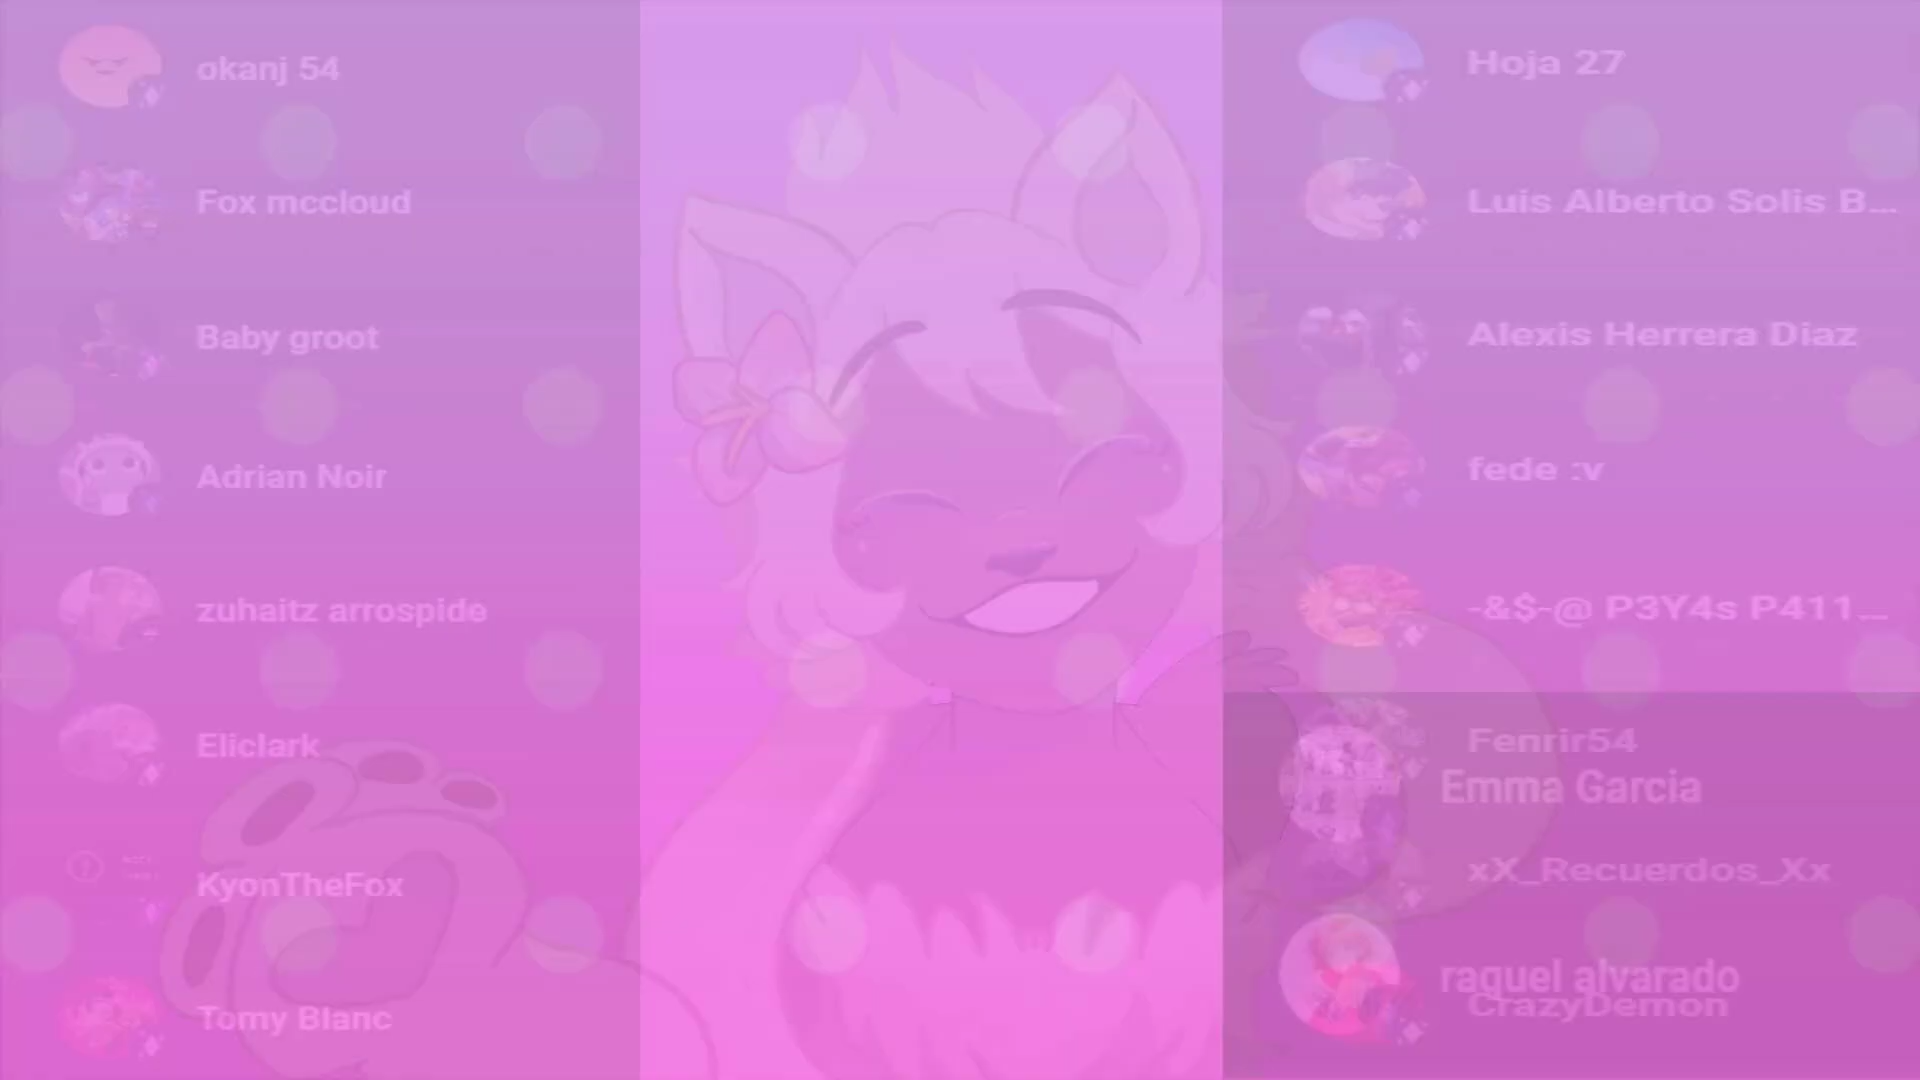 okanj 54
Fox mccloud
Baby groot
Adrian Noir
zuhaitz arrospide
Eliclark
KyonTheFox
Tomy Blanc
Hoja 27
Luis Alberto Solis B...
Alexis Herrera Diaz
fede :v
-&$-@ P3Y4s P411...
Fenrir54
Emma Garcia
xX_Recuerdos_Xx
raquel alvarado
CrazyDemon